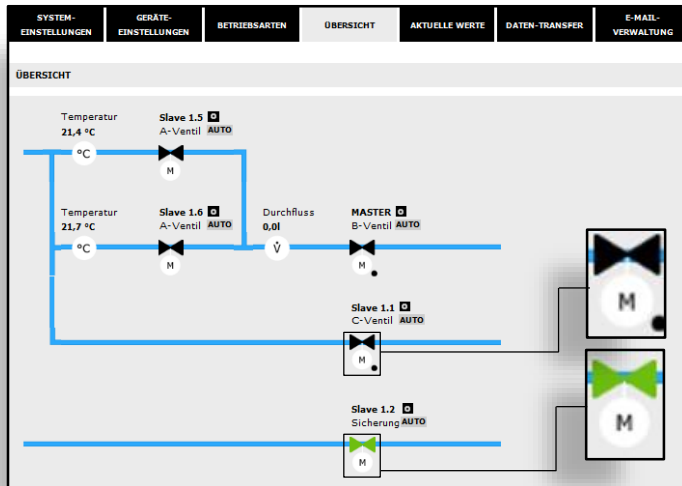 SYSTEM-
EINSTELLUNGEN
GERÄTE-
EINSTELLUNGEN
BETRIEBSARTEN
ÜBERSICHT
AKTUELLE WERTE
DATEN-TRANSFER
E-MAIL-
VERWALTUNG
ÜBERSICHT
Temperatur
21,4 °C
Slave 1.5
A-Ventil AUTO
°C
M
Temperatur
21,7 °C
Slave 1.6
A-Ventil AUTO
Durchfluss
0,0l
MASTER
B-Ventil AUTO
°C
M
V̇
M
M
Slave 1.1
C-Ventil AUTO
M
Slave 1.2
Sicherung AUTO
M
M